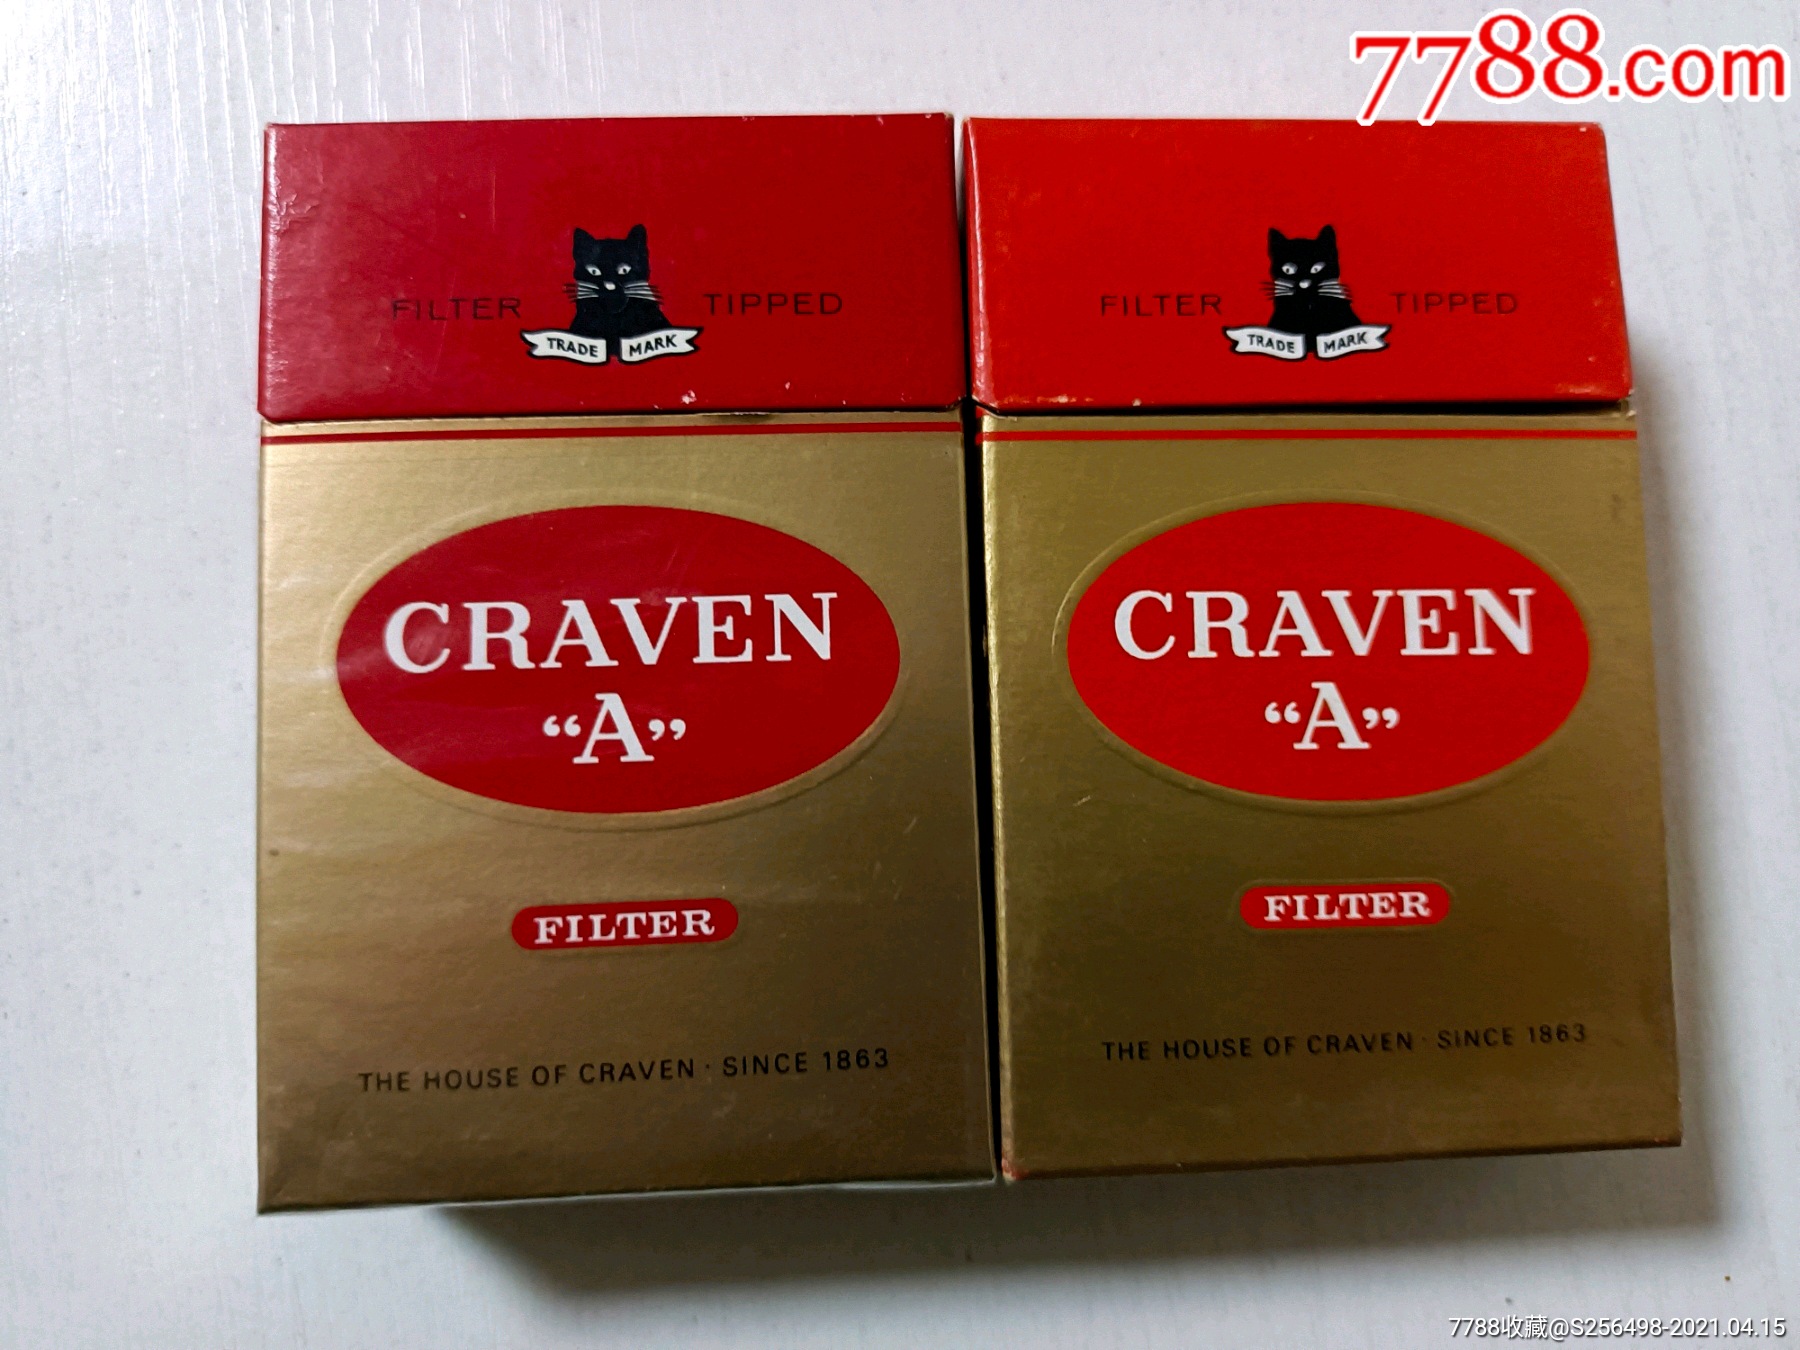 7788.com
FILTER TIPPED
TRADE MARK
CRAVEN
“A”
FILTER
THE HOUSE OF CRAVEN · SINCE 1863
FILTER TIPPED
TRADE MARK
CRAVEN
“A”
FILTER
THE HOUSE OF CRAVEN · SINCE 1863
7788收藏@S256498-2021.04.15